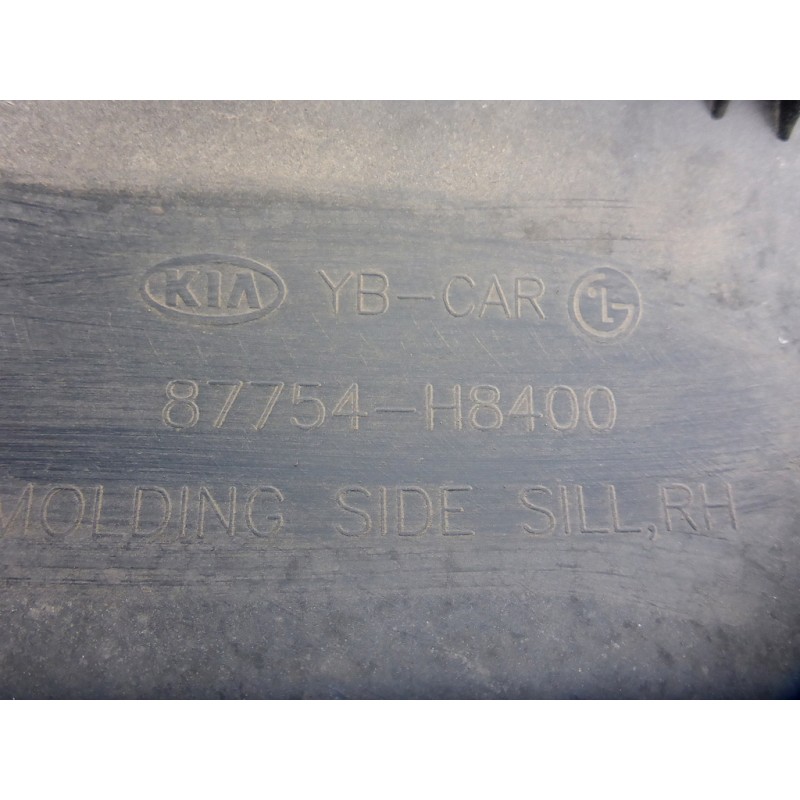 KIA YB-CAR LG
87754-H8400
MOLDING SIDE SILL,RH